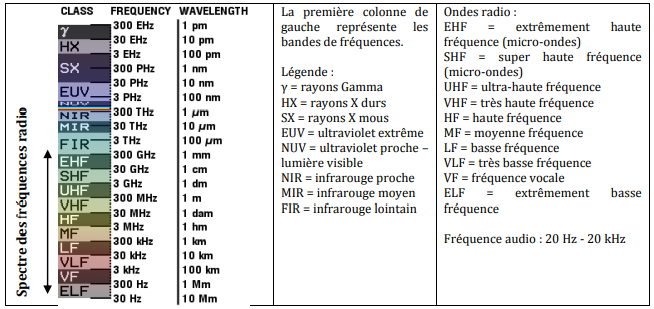 CLASS FREQUENCY WAVELENGTH
γ 300 EHz 1 pm
HX 30 EHz 10 pm
3 EHz 100 pm
SX 300 PHz 1 nm
30 PHz 10 nm
EUV 3 PHz 100 nm
NUV
NIR 300 THz 1 µm
MIR 30 THz 10 µm
FIR 3 THz 100 µm
EHF 300 GHz 1 mm
SHF 30 GHz 1 cm
UHF 3 GHz 1 dm
VHF 300 MHz 1 m
HF 30 MHz 1 dam
MF 3 MHz 1 hm
LF 300 kHz 1 km
VLF 30 kHz 10 km
VF 3 kHz 100 km
ELF 300 Hz 1 Mm
30 Hz 10 Mm
Spectre des fréquences radio
La première colonne de
gauche représente les
bandes de fréquences.
Légende :
γ = rayons Gamma
HX = rayons X durs
SX = rayons X mous
EUV = ultraviolet extrême
NUV = ultraviolet proche –
lumière visible
NIR = infrarouge proche
MIR = infrarouge moyen
FIR = infrarouge lointain
Ondes radio :
EHF = extrêmement haute
fréquence (micro-ondes)
SHF = super haute fréquence
(micro-ondes)
UHF = ultra-haute fréquence
VHF = très haute fréquence
HF = haute fréquence
MF = moyenne fréquence
LF = basse fréquence
VLF = très basse fréquence
VF = fréquence vocale
ELF = extrêmement basse
fréquence
Fréquence audio : 20 Hz - 20 kHz